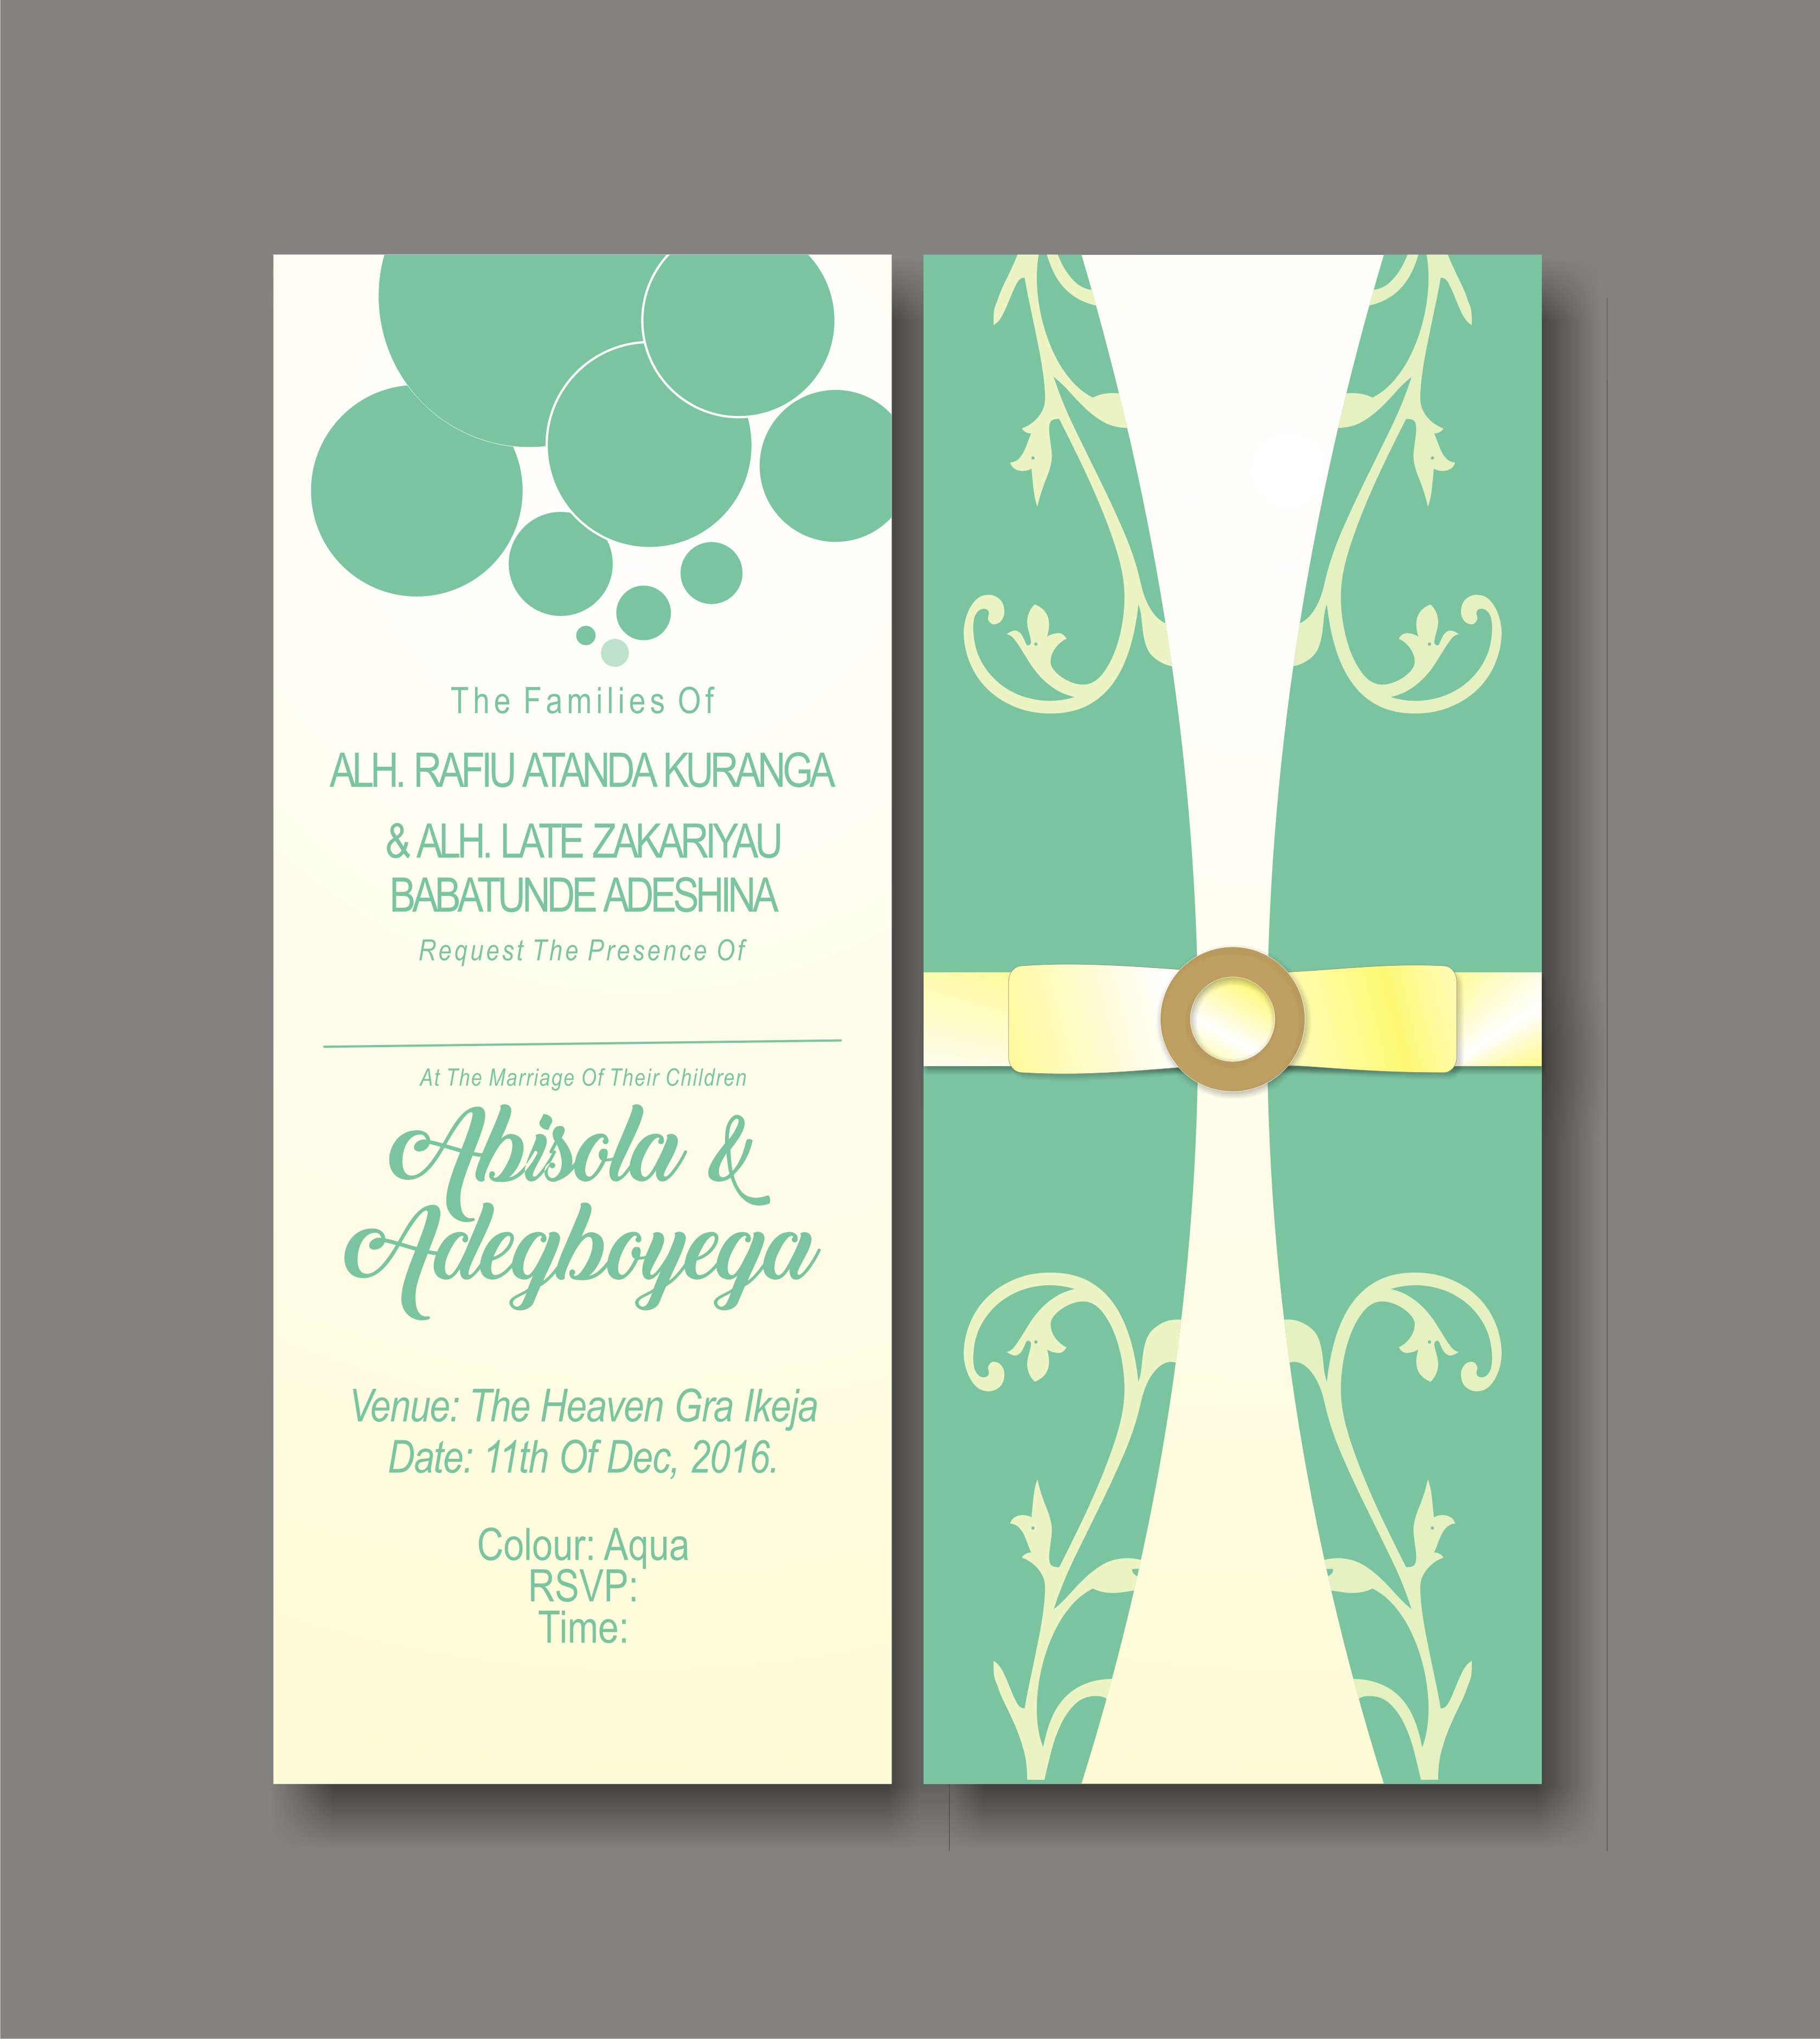 The Families Of
ALH. RAFIU ATANDA KURANGA
& ALH. LATE ZAKARIYAU
BABATUNDE ADESHINA
Request The Presence Of
At The Marriage Of Their Children
Abisola &
Adegboyega
Venue: The Heaven Gra Ikeja
Date: 11th Of Dec, 2016.
Colour: Aqua
RSVP:
Time: